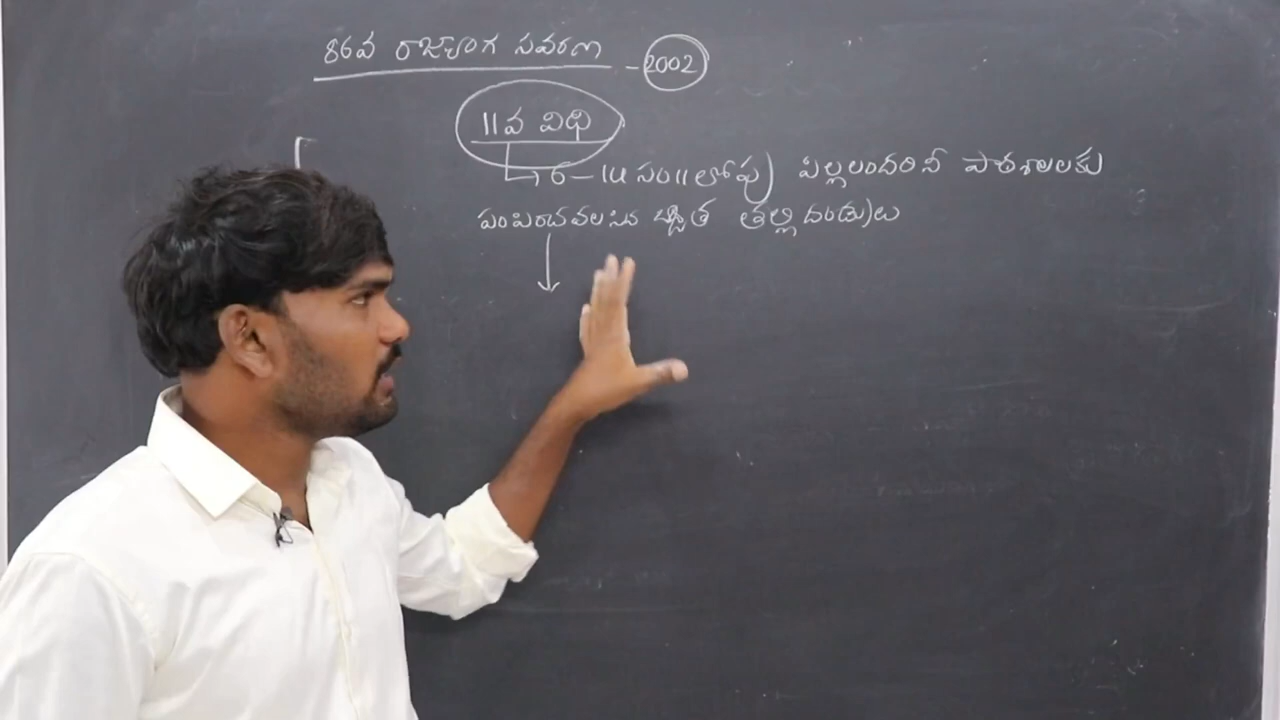 86వ రాజ్యాంగ సవరణ - 2002
11వ విధి
6-14 సం॥లోపు పిల్లలందరినీ పాఠశాలలకు
పంపించవలసిన బాధ్యత తల్లిదండ్రులు